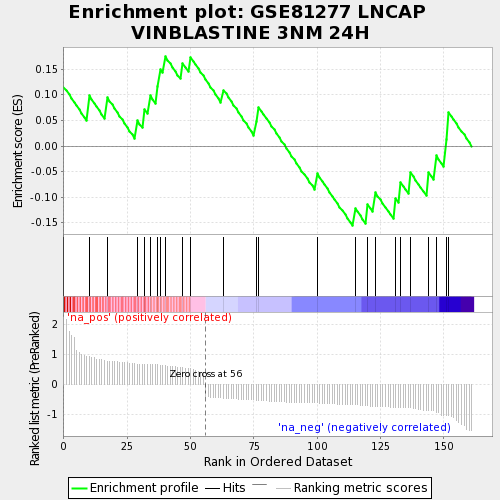 Enrichment plot: GSE81277 LNCAP
VINBLASTINE 3NM 24H
Enrichment score (ES)
0.15
0.10
0.05
0.00
-0.05
-0.10
-0.15
Ranked list metric (PreRanked)
2
1
0
-1
'na_pos' (positively correlated)
Zero cross at 56
'na_neg' (negatively correlated)
0
25
50
75
100
125
150
Rank in Ordered Dataset
Enrichment profile
Hits
Ranking metric scores